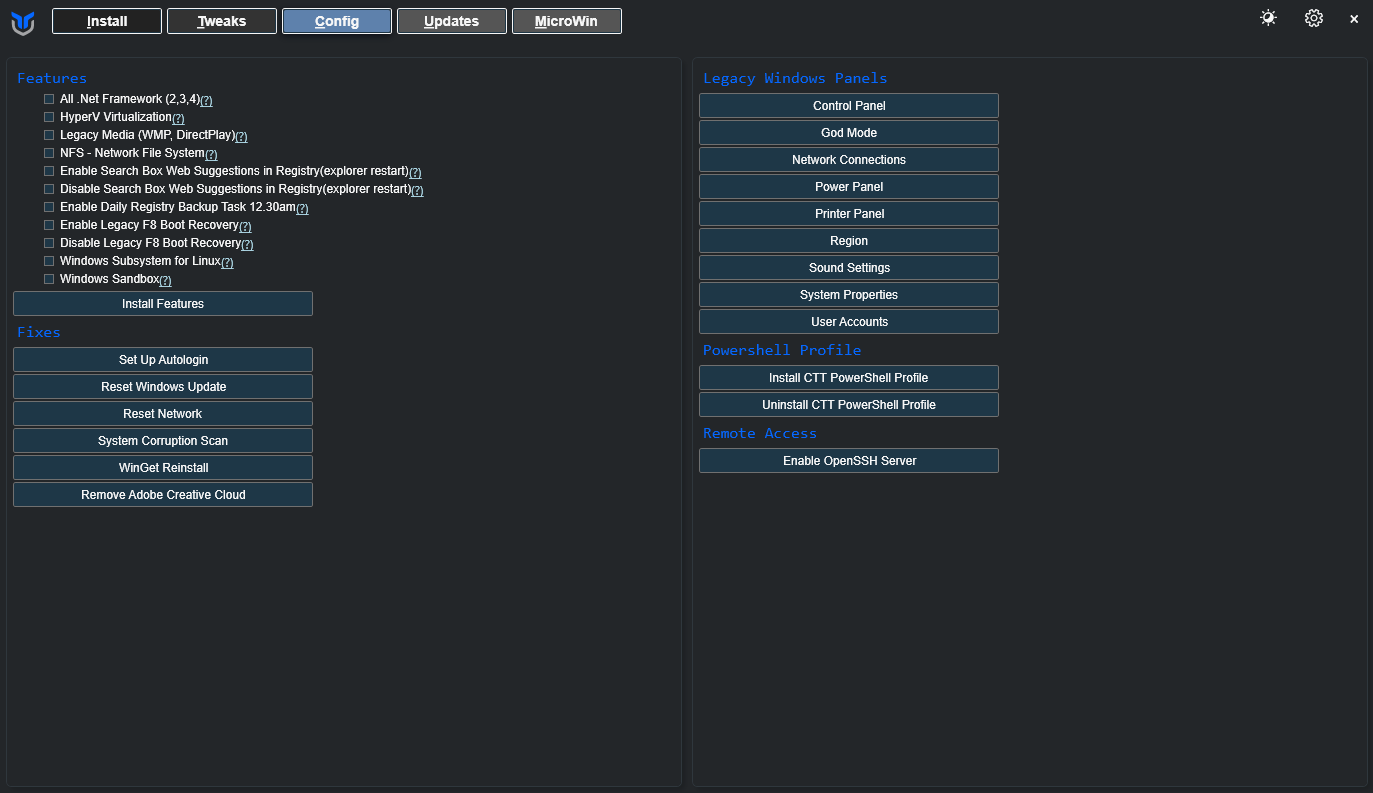 Install
Tweaks
Config
Updates
MicroWin
Features
All .Net Framework (2,3,4)(?)
HyperV Virtualization(?)
Legacy Media (WMP, DirectPlay)(?)
NFS - Network File System(?)
Enable Search Box Web Suggestions in Registry(explorer restart)(?)
Disable Search Box Web Suggestions in Registry(explorer restart)(?)
Enable Daily Registry Backup Task 12.30am(?)
Enable Legacy F8 Boot Recovery(?)
Disable Legacy F8 Boot Recovery(?)
Windows Subsystem for Linux(?)
Windows Sandbox(?)
Install Features
Fixes
Set Up Autologin
Reset Windows Update
Reset Network
System Corruption Scan
WinGet Reinstall
Remove Adobe Creative Cloud
Legacy Windows Panels
Control Panel
God Mode
Network Connections
Power Panel
Printer Panel
Region
Sound Settings
System Properties
User Accounts
Powershell Profile
Install CTT PowerShell Profile
Uninstall CTT PowerShell Profile
Remote Access
Enable OpenSSH Server